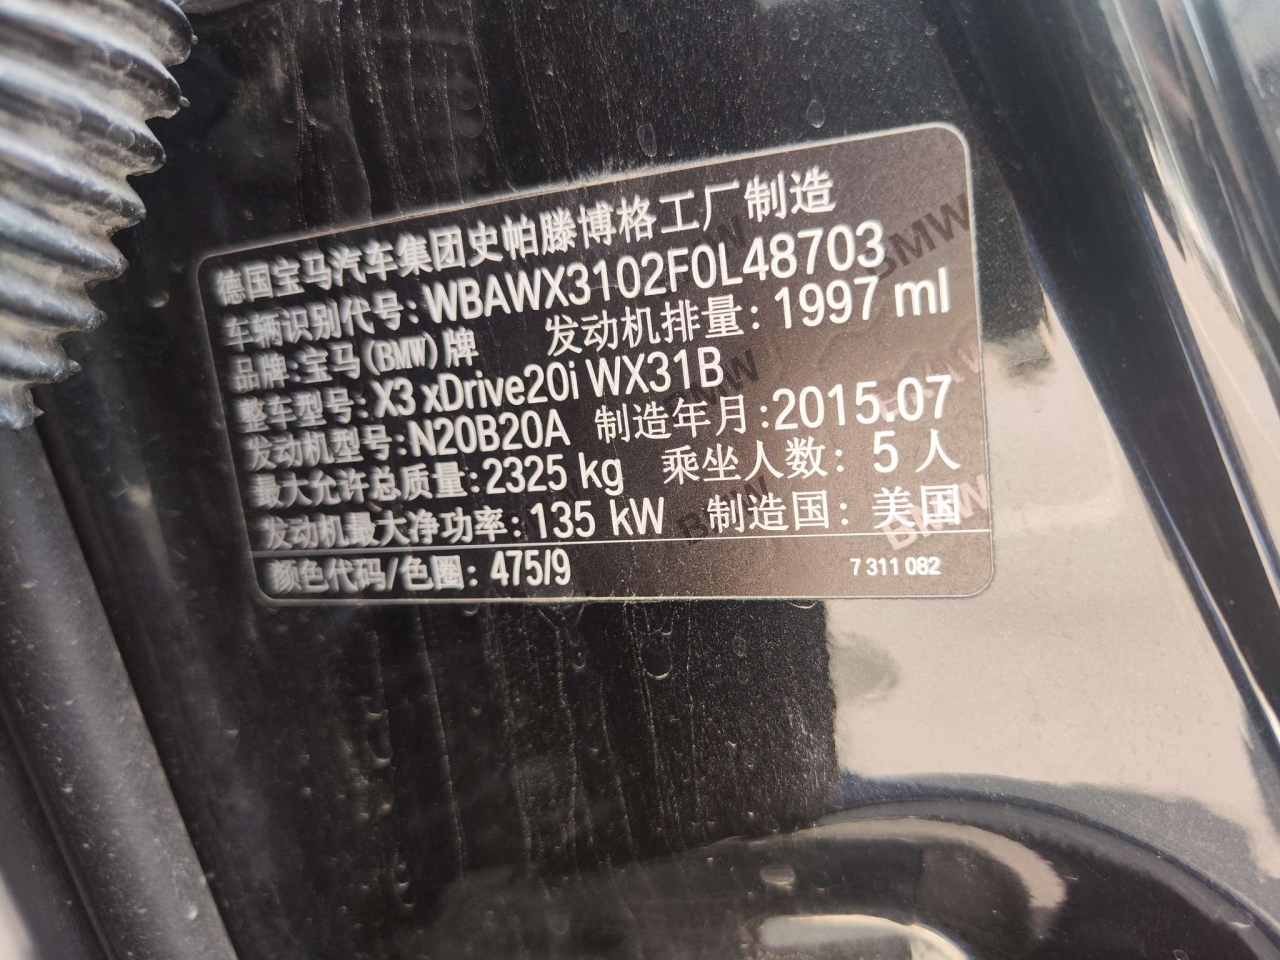 德国宝马汽车集团史帕滕博格工厂制造
车辆识别代号: WBAWX3102F0L48703
品牌:宝马(BMW)牌 发动机排量: 1997 ml
整车型号: X3 xDrive20i WX31B
发动机型号: N20B20A 制造年月:2015.07
最大允许总质量: 2325 kg 乘坐人数: 5 人
发动机最大净功率: 135 kW 制造国: 美国
颜色代码/色圈: 475/9 7 311 082
BMW
BMW
BMW
BMW
BMW